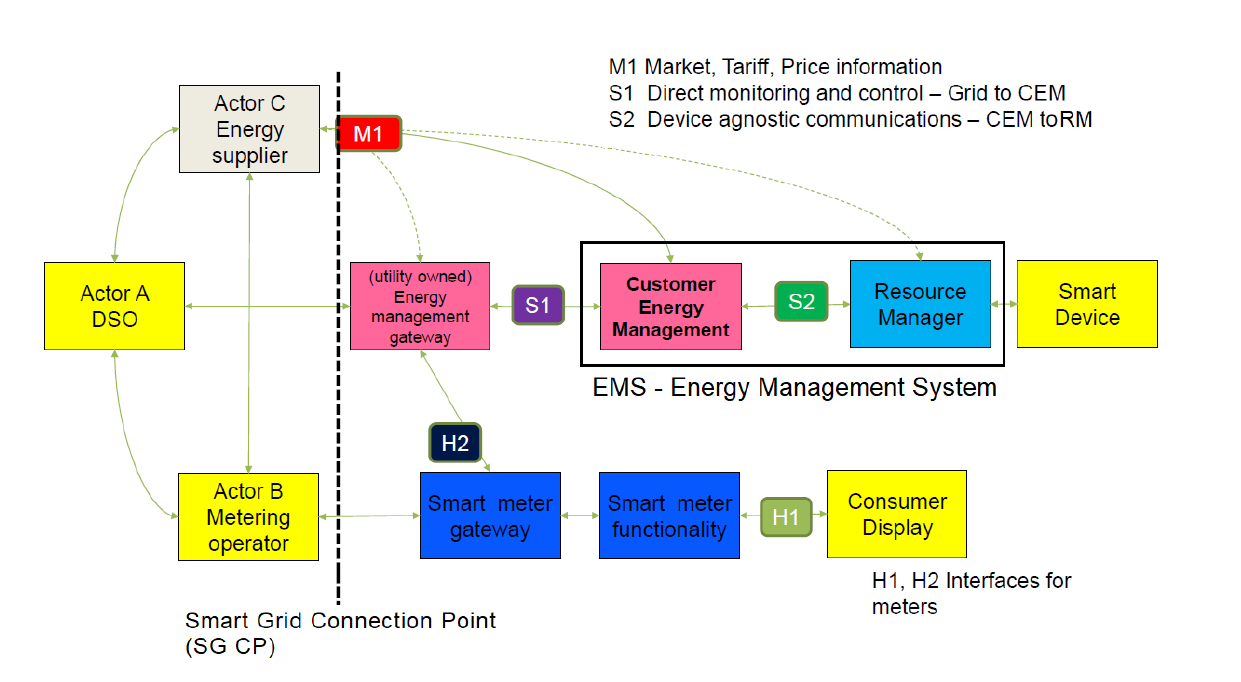 M1 Market, Tariff, Price information
S1 Direct monitoring and control – Grid to CEM
S2 Device agnostic communications – CEM toRM
Actor C
Energy
supplier
M1
Actor A
DSO
(utility owned)
Energy
management
gateway
S1
Customer
Energy
Management
S2
Resource
Manager
Smart
Device
EMS - Energy Management System
H2
Actor B
Metering
operator
Smart meter
gateway
Smart meter
functionality
H1
Consumer
Display
H1, H2 Interfaces for
meters
Smart Grid Connection Point
(SG CP)